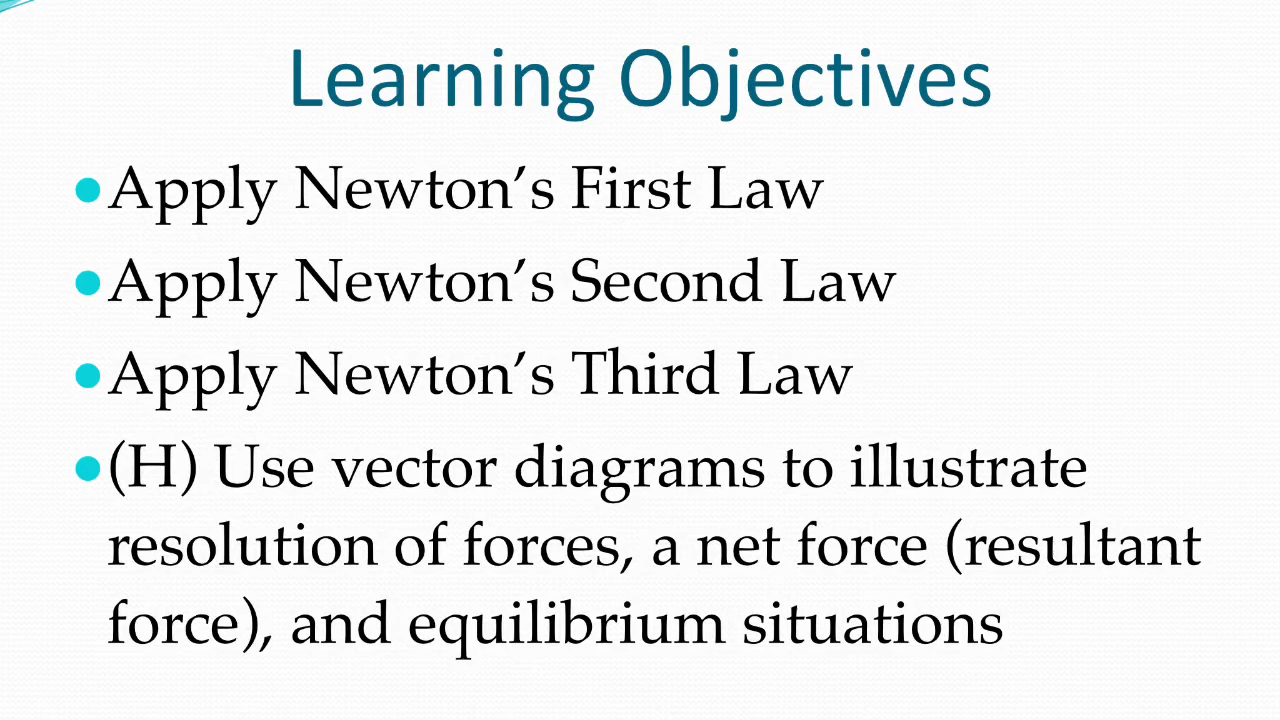 Learning Objectives
●Apply Newton’s First Law
●Apply Newton’s Second Law
●Apply Newton’s Third Law
●(H) Use vector diagrams to illustrate
resolution of forces, a net force (resultant
force), and equilibrium situations